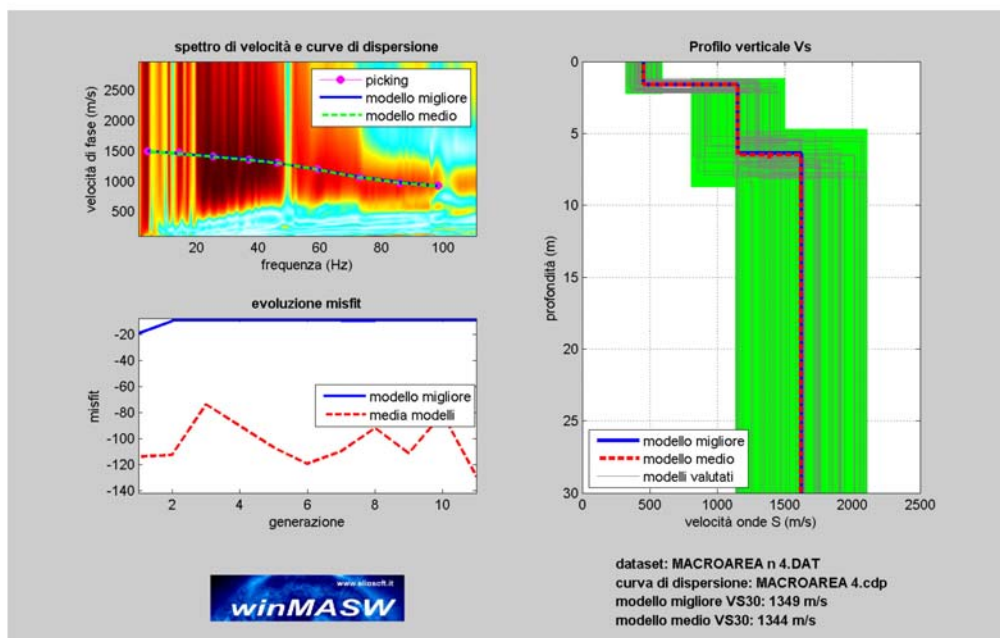 spettro di velocità e curve di dispersione
velocità di fase (m/s)
2500
2000
1500
1000
500
picking
modello migliore
modello medio
20 40 60 80 100
frequenza (Hz)
evoluzione misfit
misfit
-20
-40
-60
-80
-100
-120
-140
modello migliore
media modelli
2 4 6 8 10
generazione
www.eliosoft.it
winMASW
Profilo verticale Vs
profondità (m)
0
5
10
15
20
25
30
modello migliore
modello medio
modelli valutati
0 500 1000 1500 2000 2500
velocità onde S (m/s)
dataset: MACROAREA n 4.DAT
curva di dispersione: MACROAREA 4.cdp
modello migliore VS30: 1349 m/s
modello medio VS30: 1344 m/s